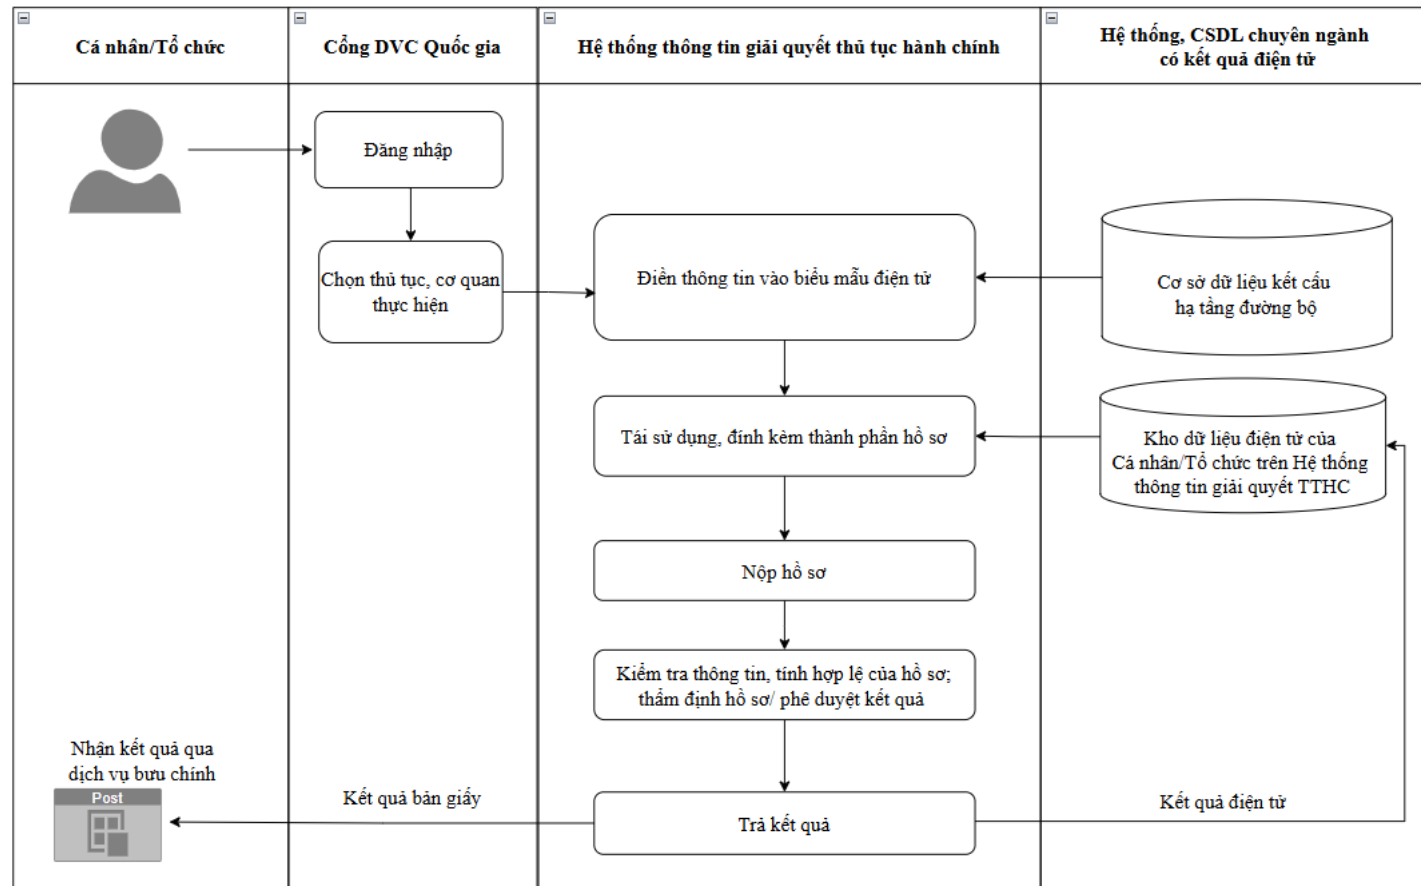 Cá nhân/Tổ chức
Cổng DVC Quốc gia
Hệ thống thông tin giải quyết thủ tục hành chính
Hệ thống, CSDL chuyên ngành
có kết quả điện tử
Đăng nhập
Chọn thủ tục, cơ quan
thực hiện
Điền thông tin vào biểu mẫu điện tử
Cơ sở dữ liệu kết cấu
hạ tầng đường bộ
Tái sử dụng, đính kèm thành phần hồ sơ
Kho dữ liệu điện tử của
Cá nhân/Tổ chức trên Hệ thống
thông tin giải quyết TTHC
Nộp hồ sơ
Kiểm tra thông tin, tính hợp lệ của hồ sơ;
thẩm định hồ sơ/ phê duyệt kết quả
Nhận kết quả qua
dịch vụ bưu chính
Post
Kết quả bản giấy
Trả kết quả
Kết quả điện tử